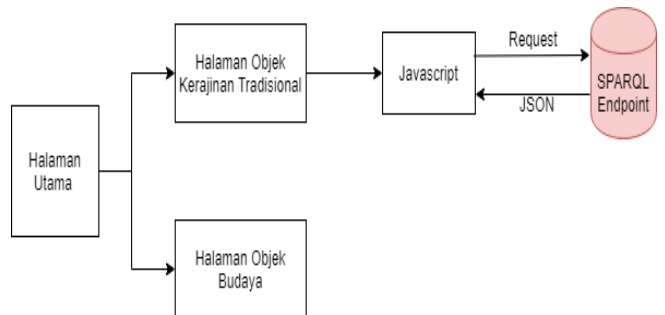 Halaman Objek
Kerajinan Tradisional
Javascript
Request
JSON
SPARQL
Endpoint
Halaman
Utama
Halaman Objek
Budaya